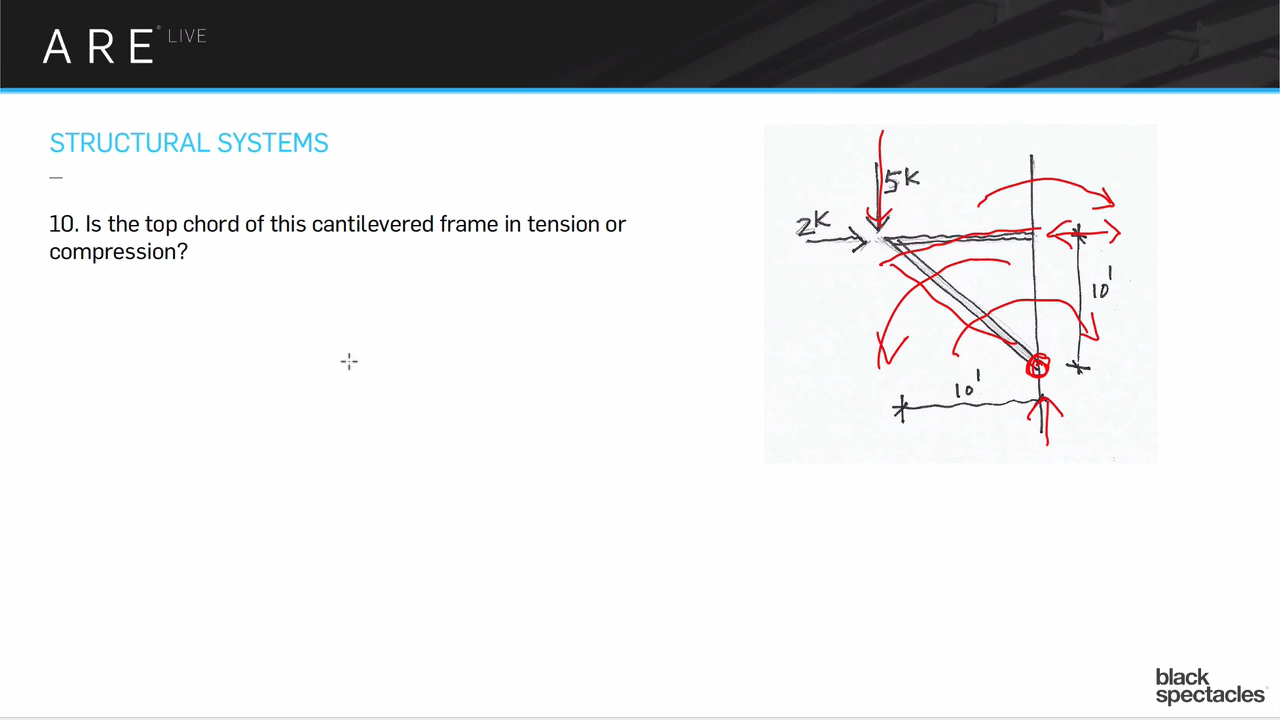 ARE® LIVE
STRUCTURAL SYSTEMS
10. Is the top chord of this cantilevered frame in tension or
compression?
5K
2K
10'
10'
black
spectacles®